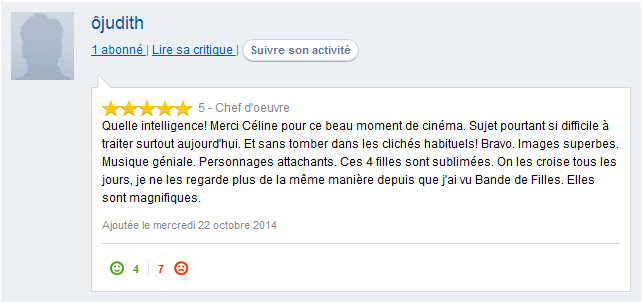 ôjudith
1 abonné | Lire sa critique | Suivre son activité
5 - Chef d'oeuvre
Quelle intelligence! Merci Céline pour ce beau moment de cinéma. Sujet pourtant si difficile à
traiter surtout aujourd'hui. Et sans tomber dans les clichés habituels! Bravo. Images superbes.
Musique géniale. Personnages attachants. Ces 4 filles sont sublimées. On les croise tous les
jours, je ne les regarde plus de la même manière depuis que j'ai vu Bande de Filles. Elles
sont magnifiques.
Ajoutée le mercredi 22 octobre 2014
4 7